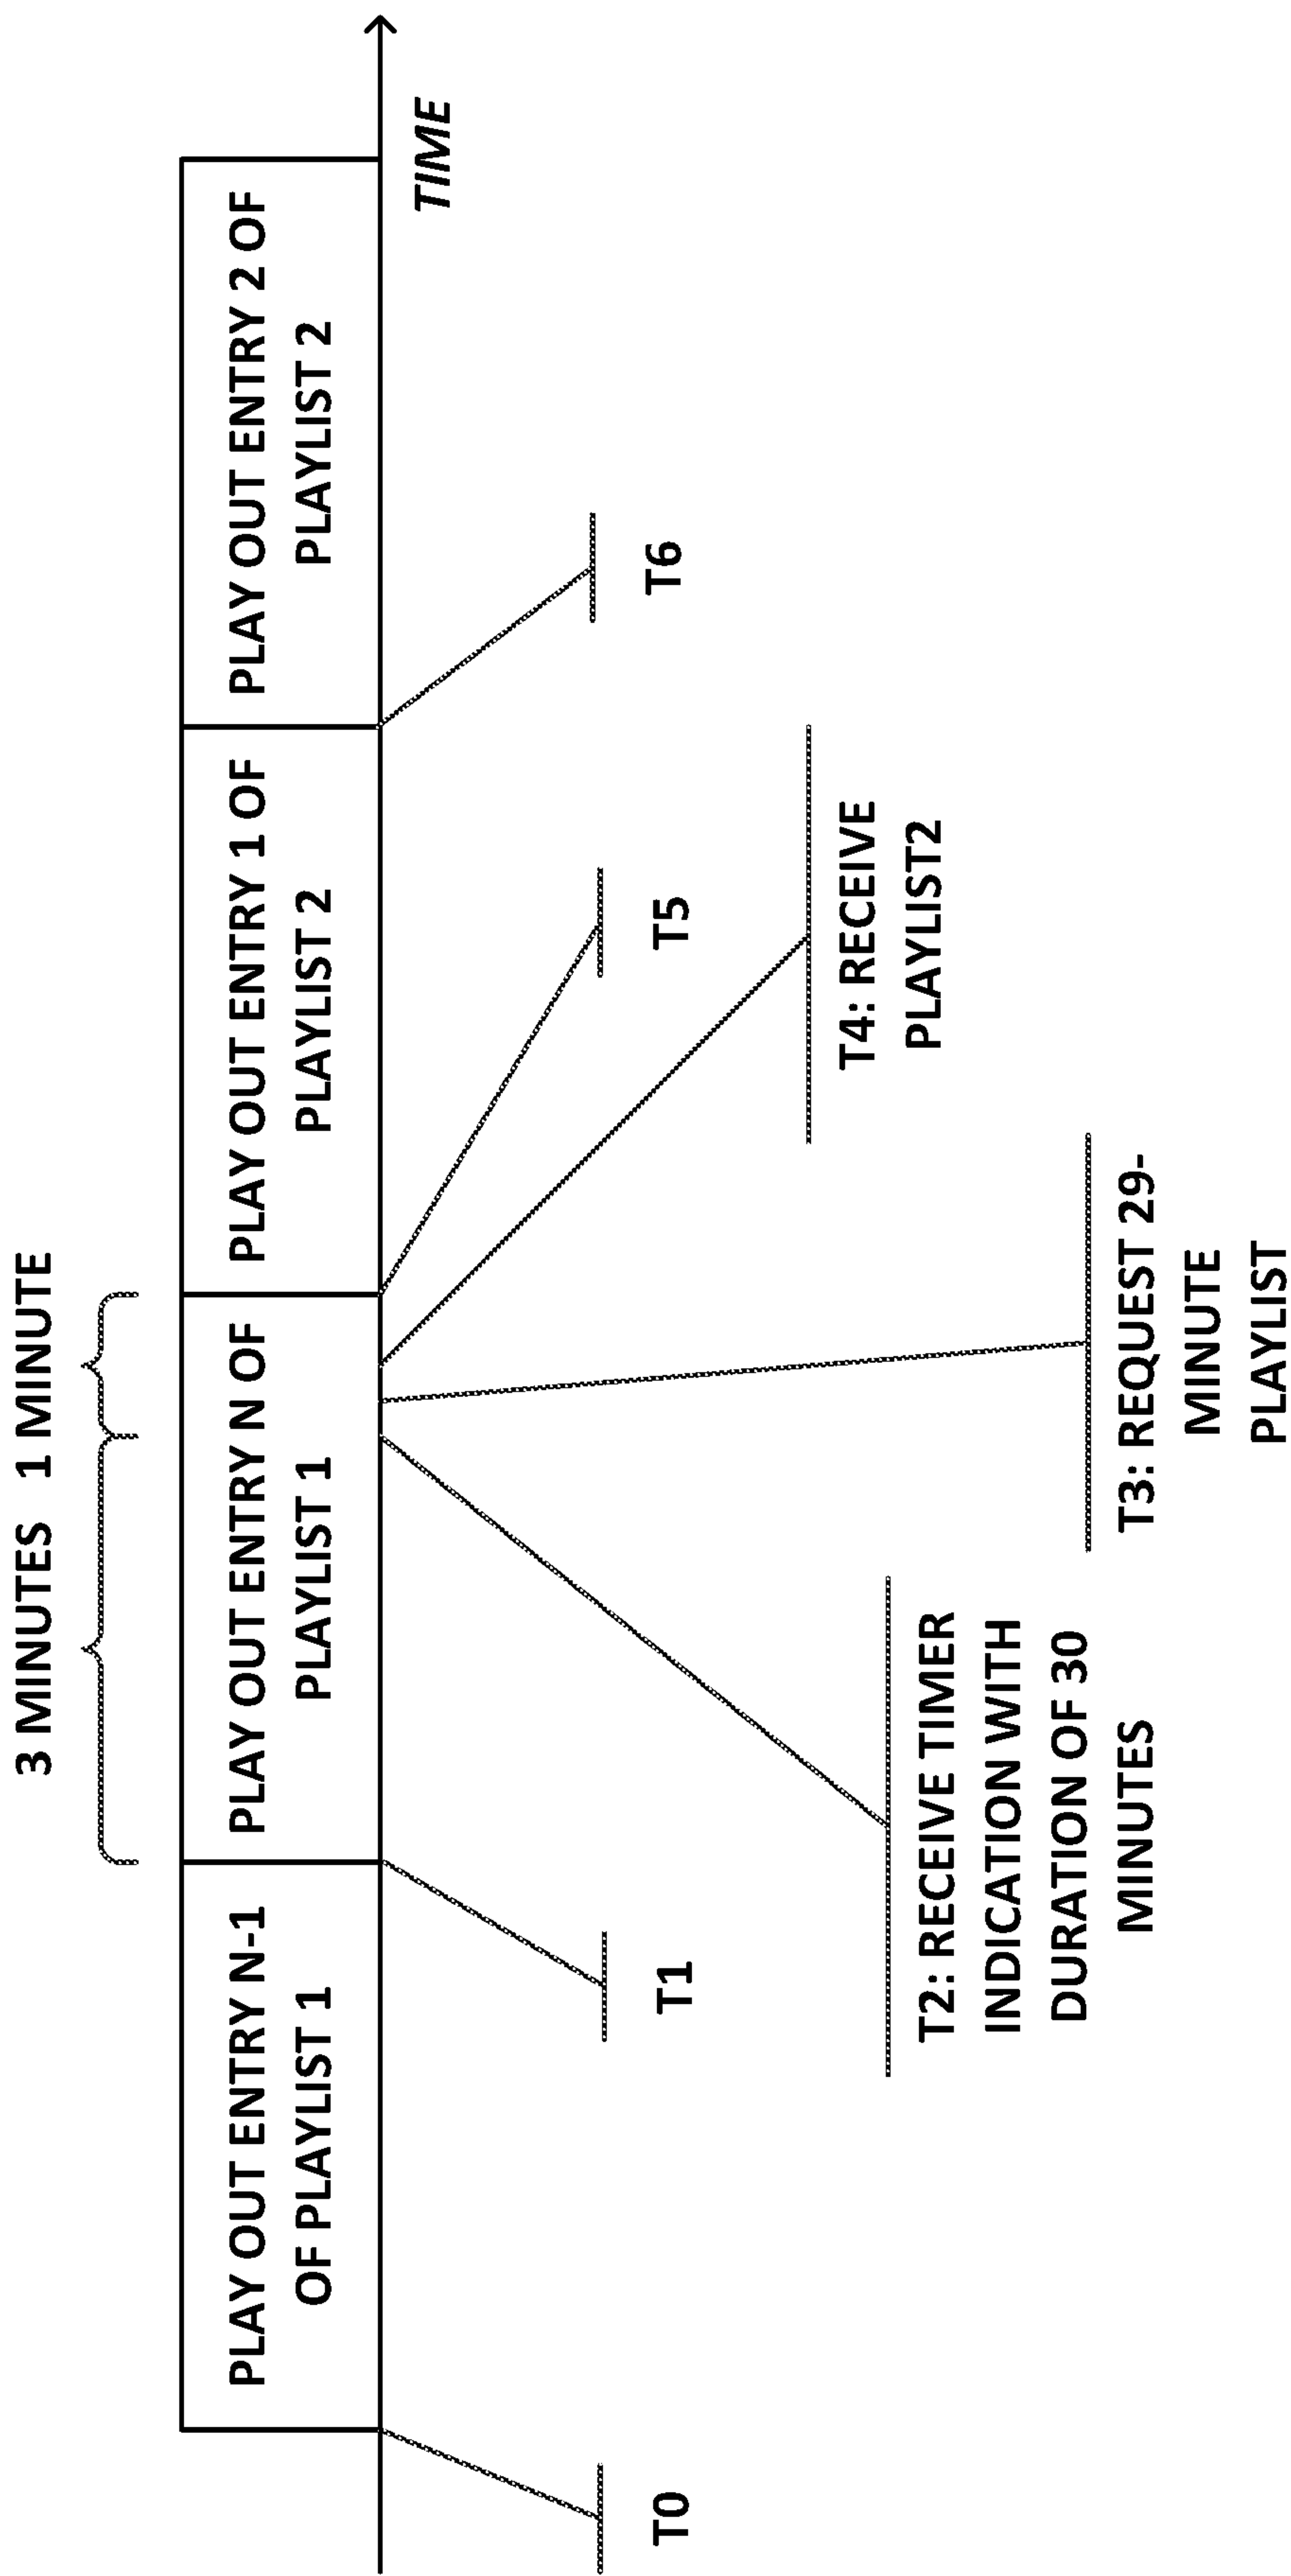 3 MINUTES
1 MINUTE
PLAY OUT ENTRY N-1
OF PLAYLIST 1
PLAY OUT ENTRY N OF
PLAYLIST 1
PLAY OUT ENTRY 1 OF
PLAYLIST 2
PLAY OUT ENTRY 2 OF
PLAYLIST 2
TIME
T0
T1
T2: RECEIVE TIMER
INDICATION WITH
DURATION OF 30
MINUTES
T3: REQUEST 29-
MINUTE
PLAYLIST
T4: RECEIVE
PLAYLIST2
T5
T6